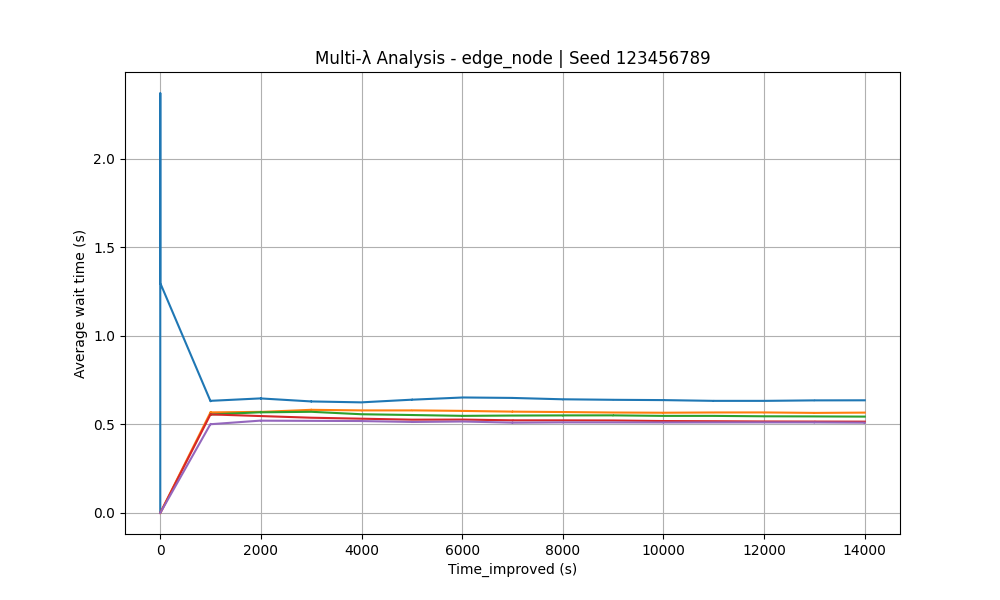 Multi-λ Analysis - edge_node | Seed 123456789
Average wait time (s)
2.0
1.5
1.0
0.5
0.0
0 2000 4000 6000 8000 10000 12000 14000
Time_improved (s)